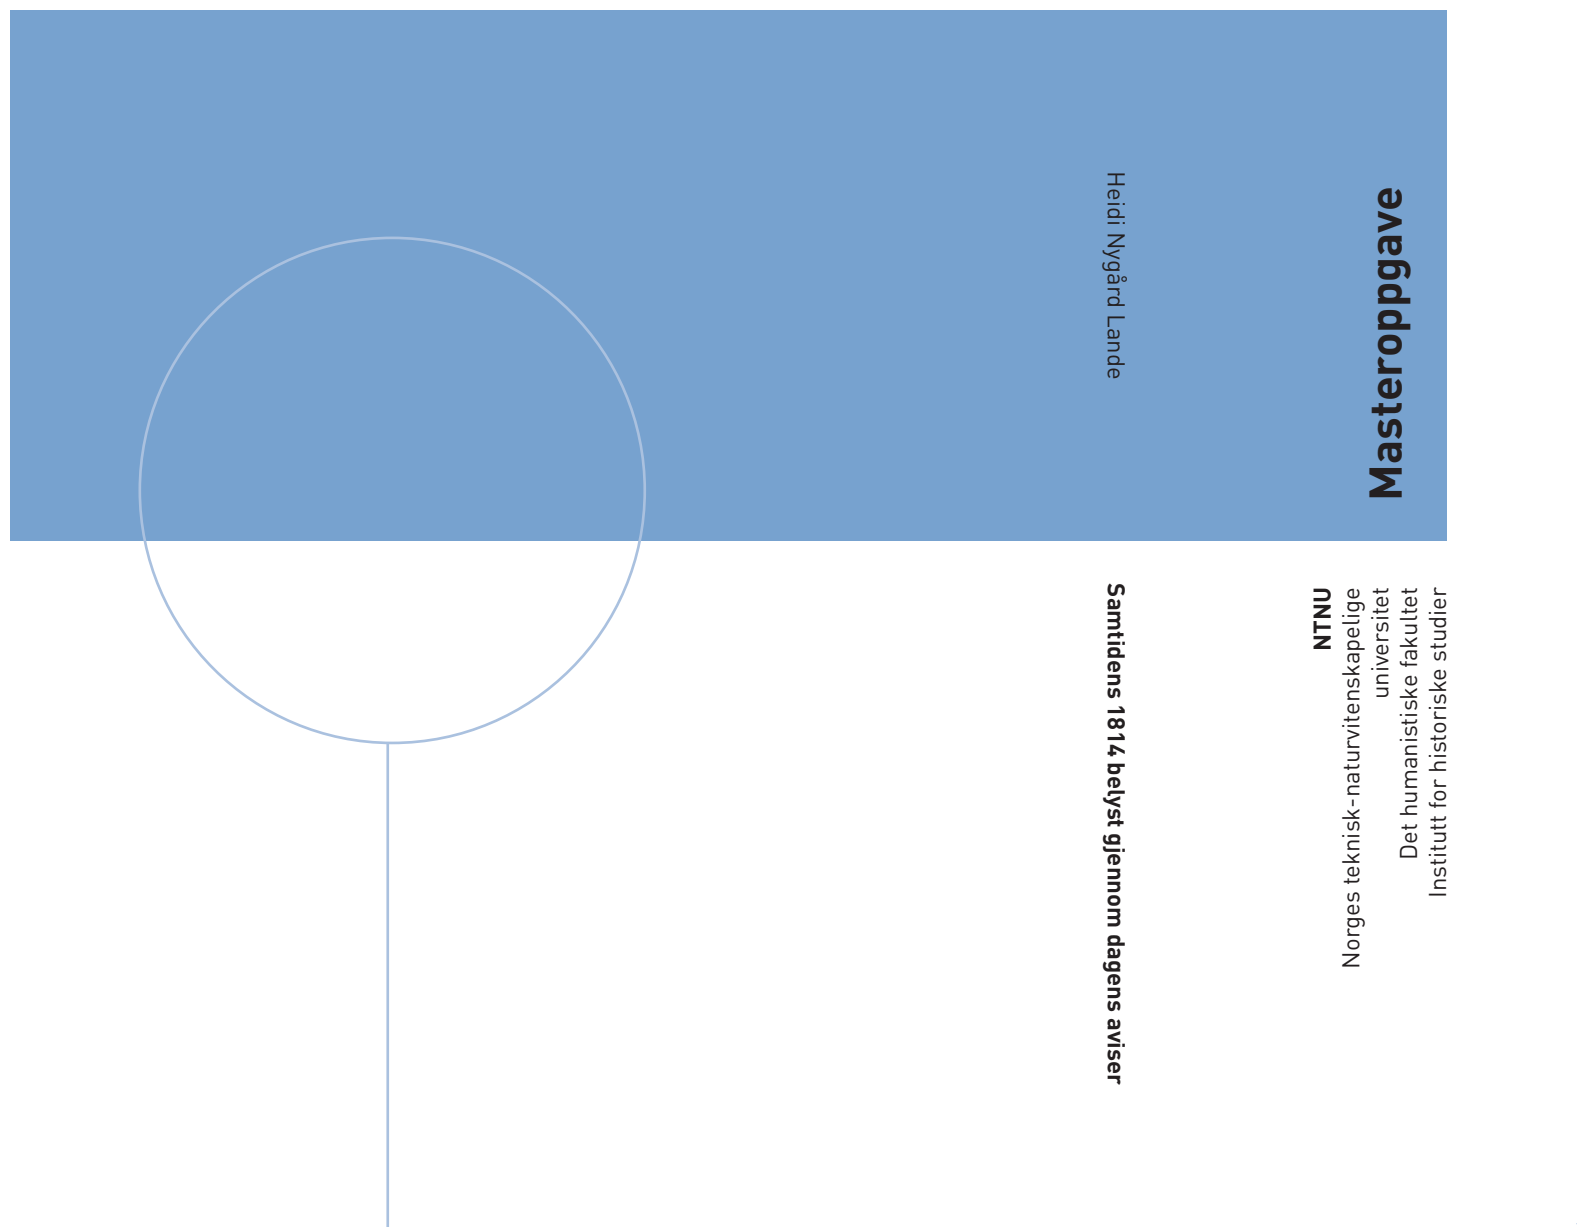 Heidi Nygård Lande
Samtidens 1814 belyst gjennom dagens aviser
Masteroppgave
NTNU
Norges teknisk-naturvitenskapelige
universitet
Det humanistiske fakultet
Institutt for historiske studier